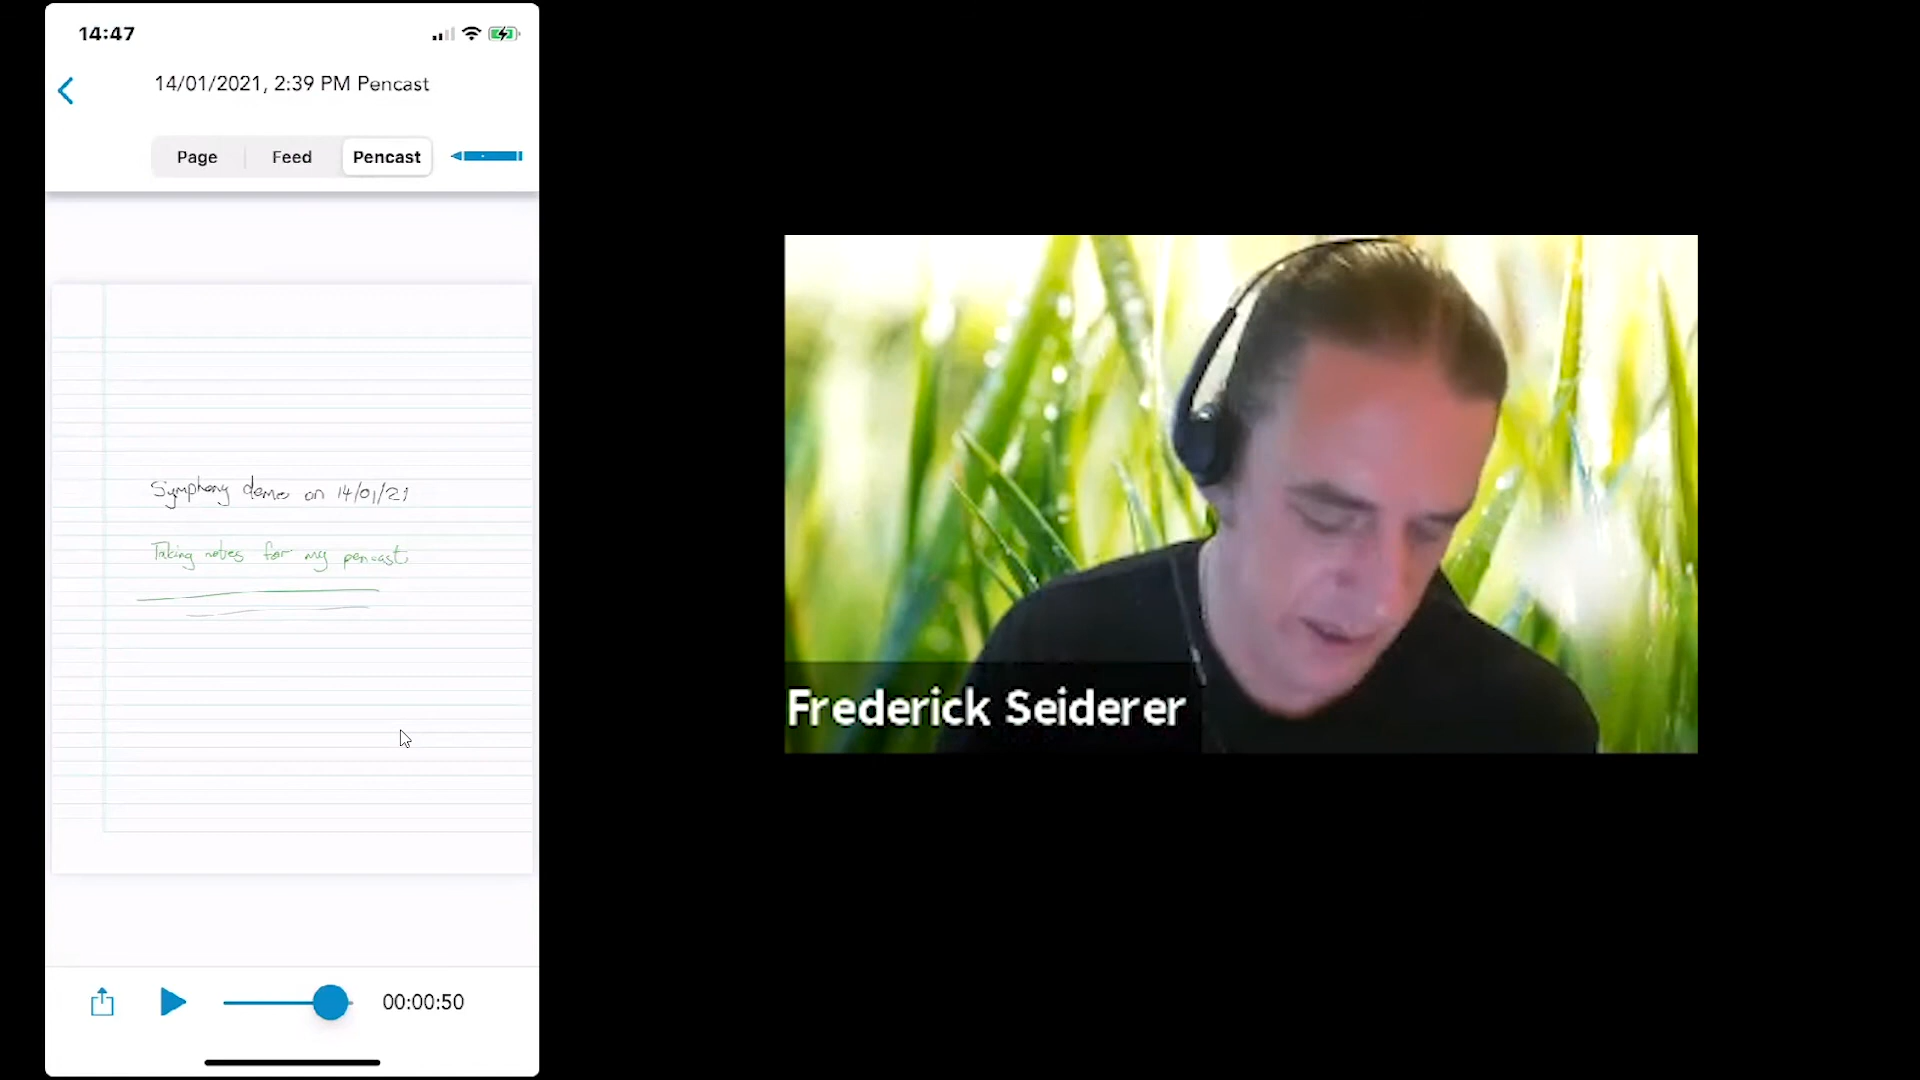 14:47
14/01/2021, 2:39 PM Pencast
Page Feed Pencast
Symphony demo on 14/01/21
Taking notes for my pencast
Frederick Seiderer
00:00:50